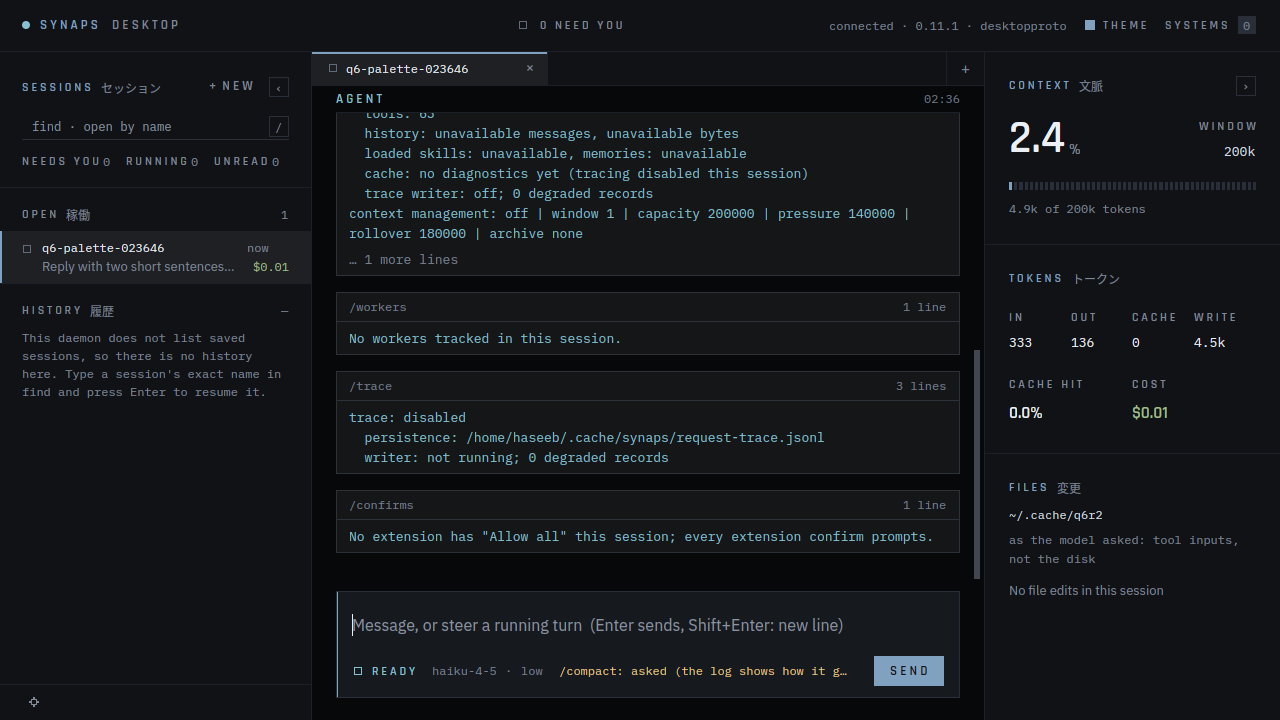 SYNAPS DESKTOP
0 NEED YOU
connected · 0.11.1 · desktopproto
THEME
SYSTEMS 0
SESSIONS セッション
+ NEW
‹
find · open by name
/
NEEDS YOU 0 RUNNING 0 UNREAD 0
OPEN 稼働
1
q6-palette-023646
now
Reply with two short sentences...
$0.01
HISTORY 履歴
—
This daemon does not list saved
sessions, so there is no history
here. Type a session's exact name in
find and press Enter to resume it.
q6-palette-023646
×
+
AGENT
02:36
tools: 63
history: unavailable messages, unavailable bytes
loaded skills: unavailable, memories: unavailable
cache: no diagnostics yet (tracing disabled this session)
trace writer: off; 0 degraded records
context management: off | window 1 | capacity 200000 | pressure 140000 |
rollover 180000 | archive none
… 1 more lines
/workers
1 line
No workers tracked in this session.
/trace
3 lines
trace: disabled
persistence: /home/haseeb/.cache/synaps/request-trace.jsonl
writer: not running; 0 degraded records
/confirms
1 line
No extension has "Allow all" this session; every extension confirm prompts.
Message, or steer a running turn (Enter sends, Shift+Enter: new line)
READY
haiku-4-5 · low
/compact: asked (the log shows how it g…
SEND
CONTEXT 文脈
›
2.4 %
WINDOW
200k
4.9k of 200k tokens
TOKENS トークン
IN OUT CACHE WRITE
333 136 0 4.5k
CACHE HIT COST
0.0% $0.01
FILES 変更
~/.cache/q6r2
as the model asked: tool inputs,
not the disk
No file edits in this session